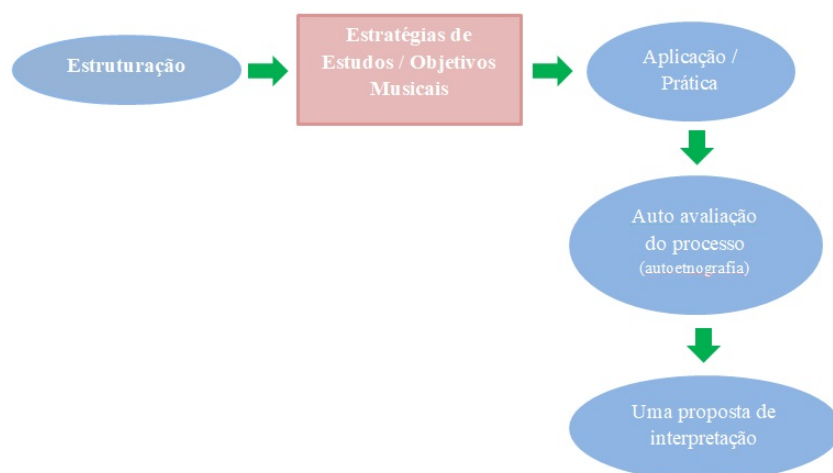 Estruturação
Estratégias de
Estudos / Objetivos
Musicais
Aplicação /
Prática
Auto avaliação
do processo
(autoetnografia)
Uma proposta de
interpretação